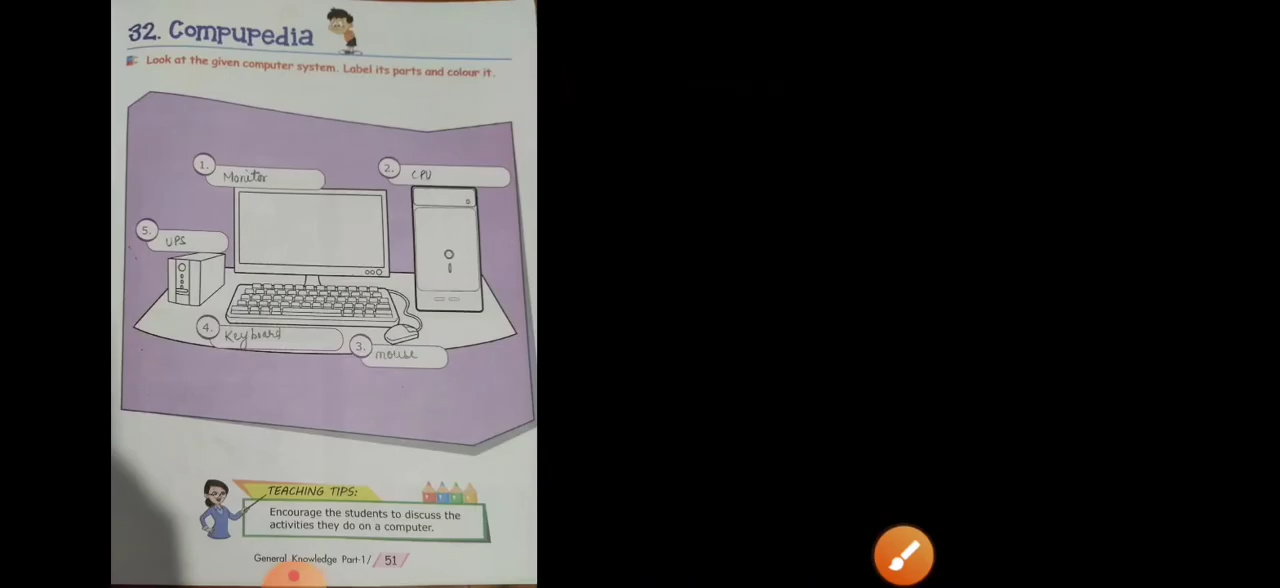 32. Compupedia
Look at the given computer system. Label its parts and colour it.
1. Monitor
2. CPU
5. UPS
4. Keyboard
3. mouse
TEACHING TIPS:
Encourage the students to discuss the
activities they do on a computer.
General Knowledge Part-1/ 51